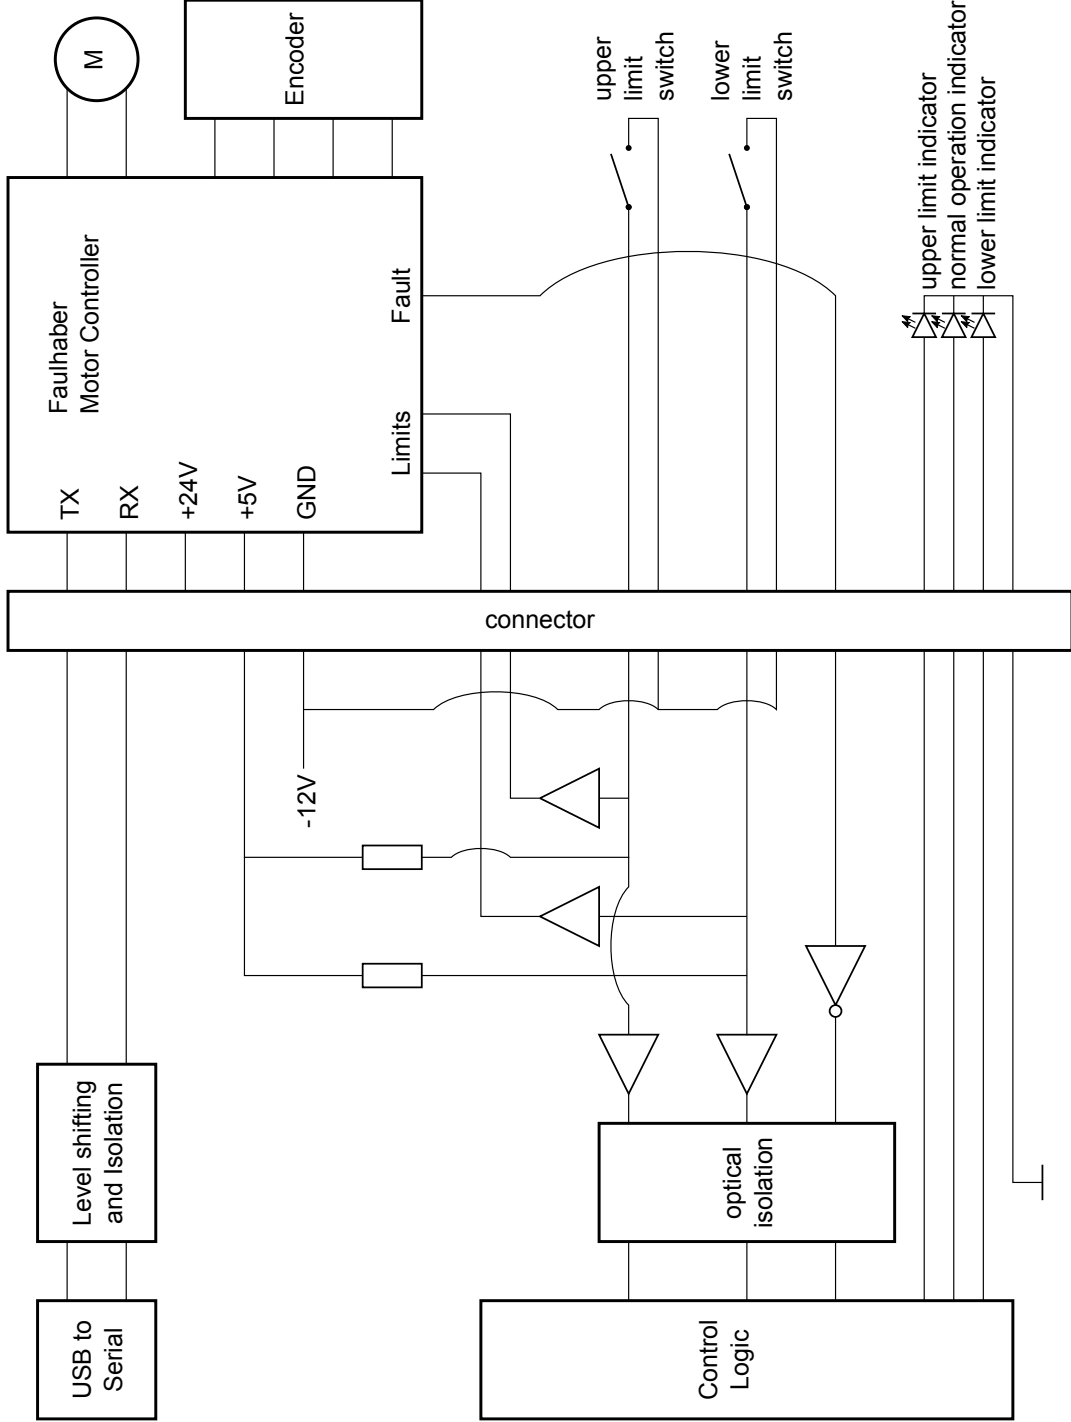 USB to
Serial
Level shifting
and Isolation
TX
RX
+24V
+5V
GND
Faulhaber
Motor Controller
M
Encoder
Limits
Fault
-12V
connector
upper
limit
switch
lower
limit
switch
optical
isolation
Control
Logic
upper limit indicator
normal operation indicator
lower limit indicator